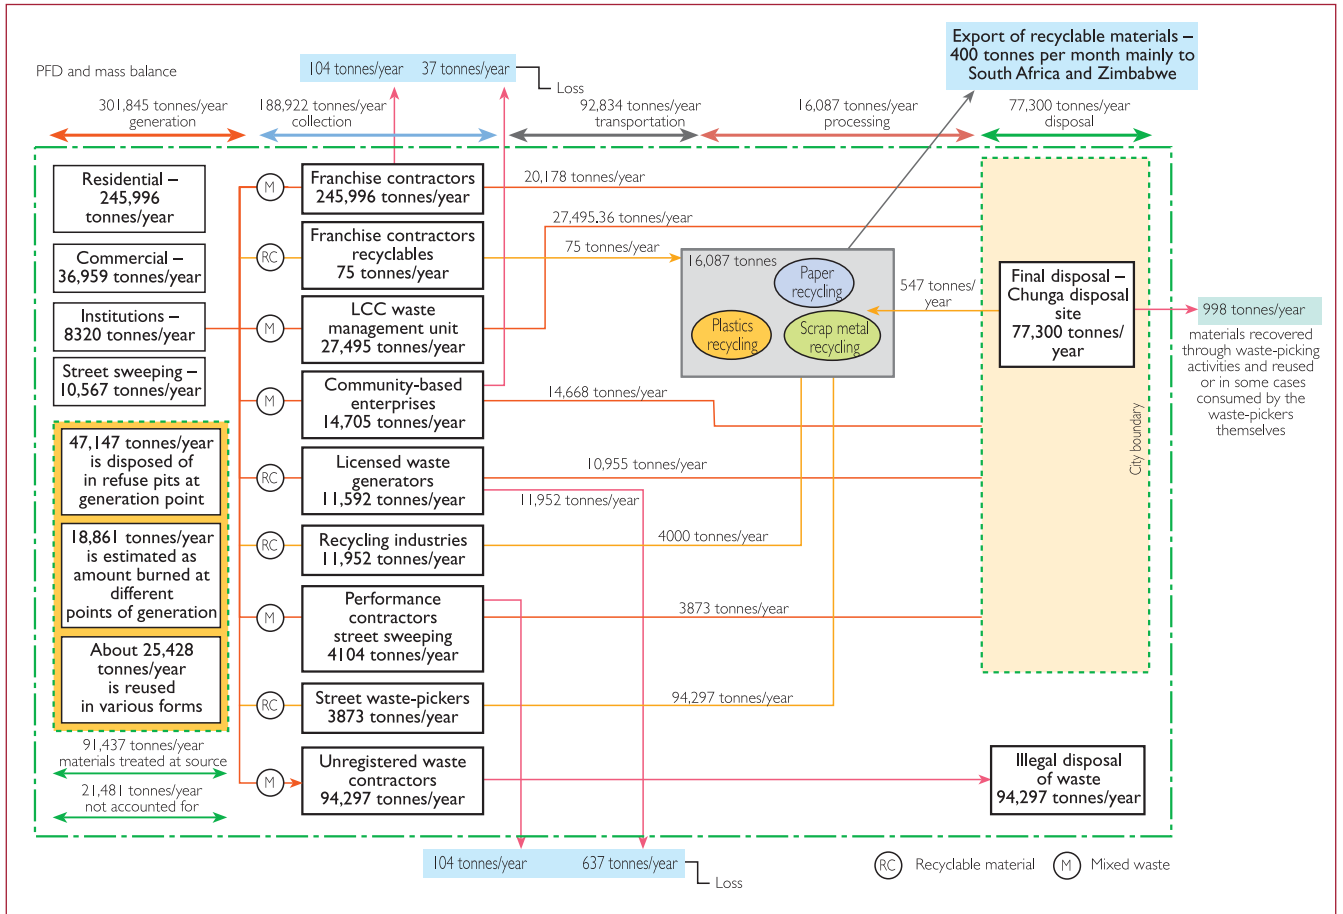 PFD and mass balance
104 tonnes/year
37 tonnes/year
Loss
Export of recyclable materials –
400 tonnes per month mainly to
South Africa and Zimbabwe
301,845 tonnes/year
generation
188,922 tonnes/year
collection
92,834 tonnes/year
transportation
16,087 tonnes/year
processing
77,300 tonnes/year
disposal
Residential –
245,996
tonnes/year
Commercial –
36,959 tonnes/year
Institutions –
8320 tonnes/year
Street sweeping –
10,567 tonnes/year
47,147 tonnes/year
is disposed of
in refuse pits at
generation point
18,861 tonnes/year
is estimated as
amount burned at
different
points of generation
About 25,428
tonnes/year
is reused
in various forms
91,437 tonnes/year
materials treated at source
21,481 tonnes/year
not accounted for
M
Franchise contractors
245,996 tonnes/year
20,178 tonnes/year
RC
Franchise contractors
recyclables
75 tonnes/year
75 tonnes/year
M
LCC waste
management unit
27,495 tonnes/year
27,495.36 tonnes/year
M
Community-based
enterprises
14,705 tonnes/year
14,668 tonnes/year
RC
Licensed waste
generators
11,592 tonnes/year
10,955 tonnes/year
11,952 tonnes/year
RC
Recycling industries
11,952 tonnes/year
4000 tonnes/year
M
Performance
contractors
street sweeping
4104 tonnes/year
3873 tonnes/year
RC
Street waste-pickers
3873 tonnes/year
94,297 tonnes/year
M
Unregistered waste
contractors
94,297 tonnes/year
16,087 tonnes
Paper
recycling
Plastics
recycling
Scrap metal
recycling
547 tonnes/
year
Final disposal –
Chunga disposal
site
77,300 tonnes/
year
City boundary
998 tonnes/year
materials recovered
through waste-picking
activities and reused
or in some cases
consumed by the
waste-pickers
themselves
Illegal disposal
of waste
94,297 tonnes/year
104 tonnes/year
637 tonnes/year
Loss
RC
Recyclable material
M
Mixed waste